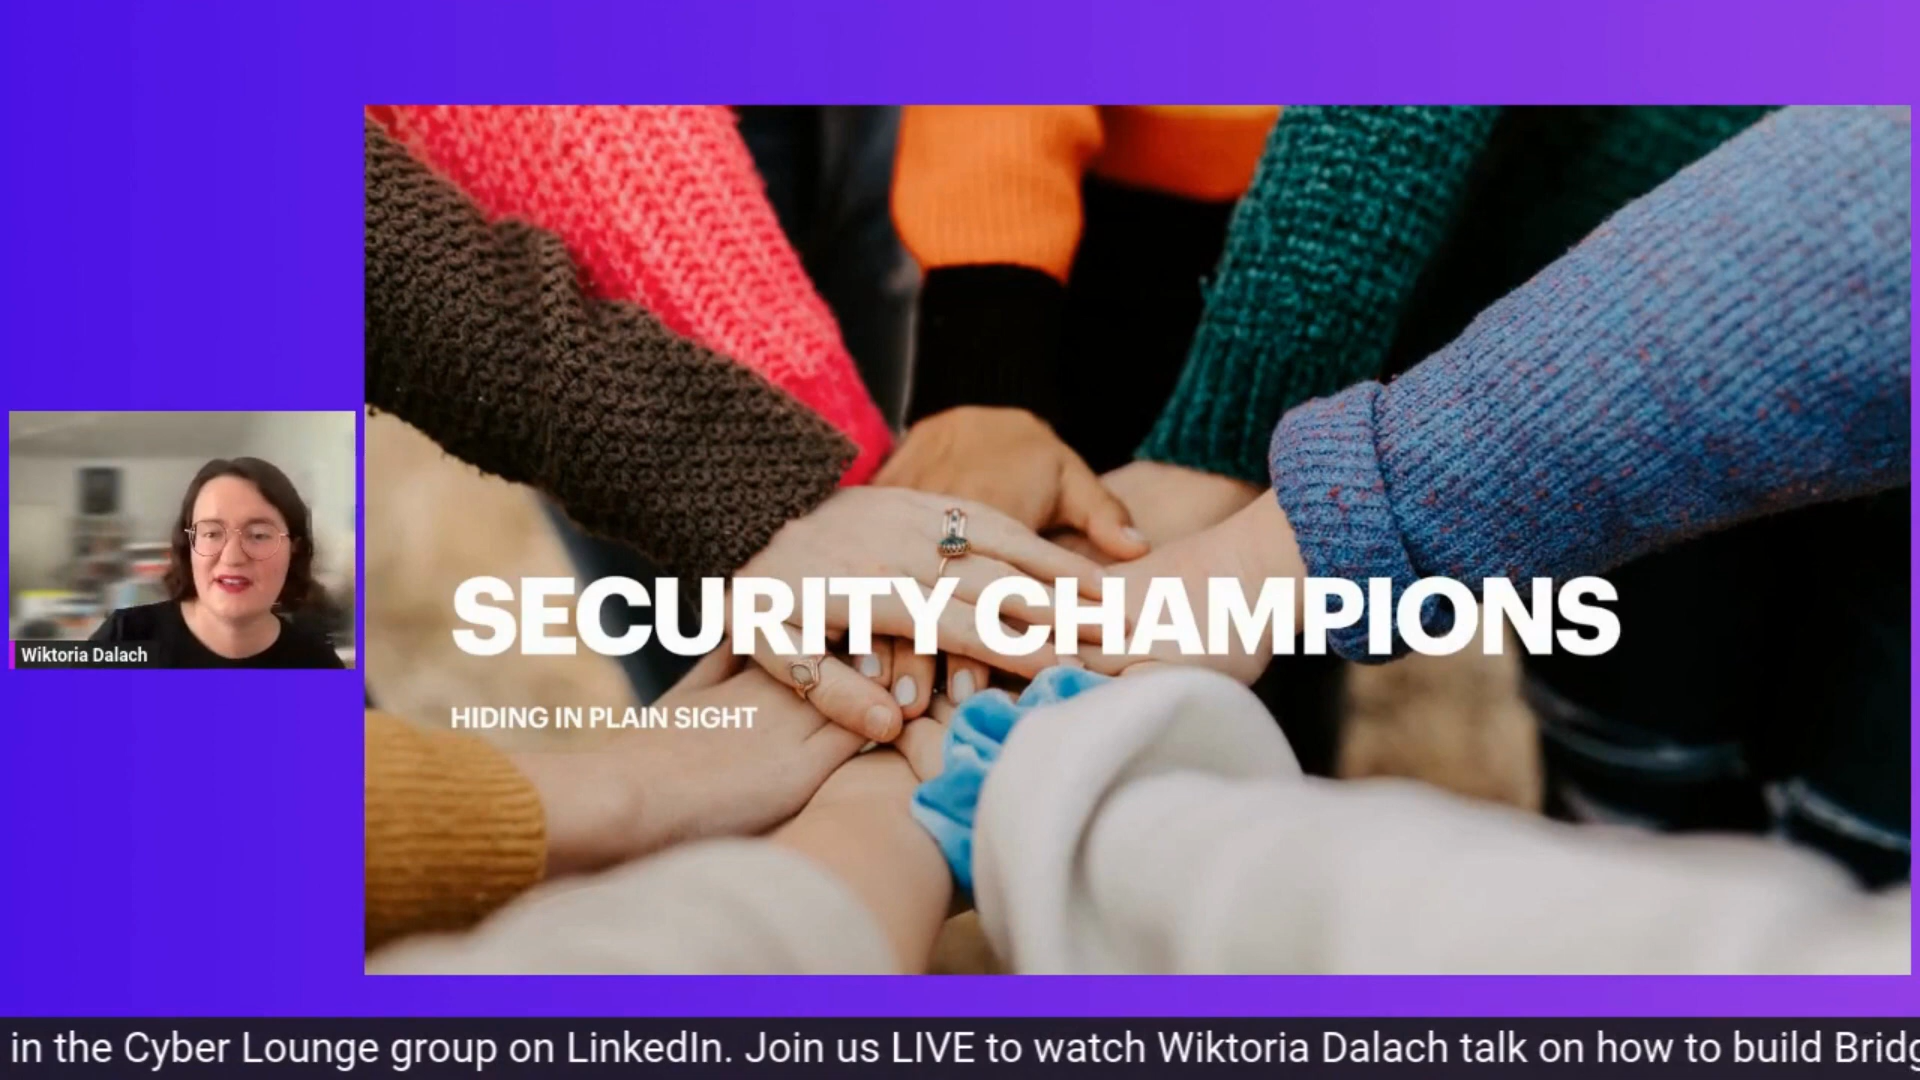 SECURITY CHAMPIONS
HIDING IN PLAIN SIGHT
Wiktoria Dalach
in the Cyber Lounge group on LinkedIn. Join us LIVE to watch Wiktoria Dalach talk on how to build